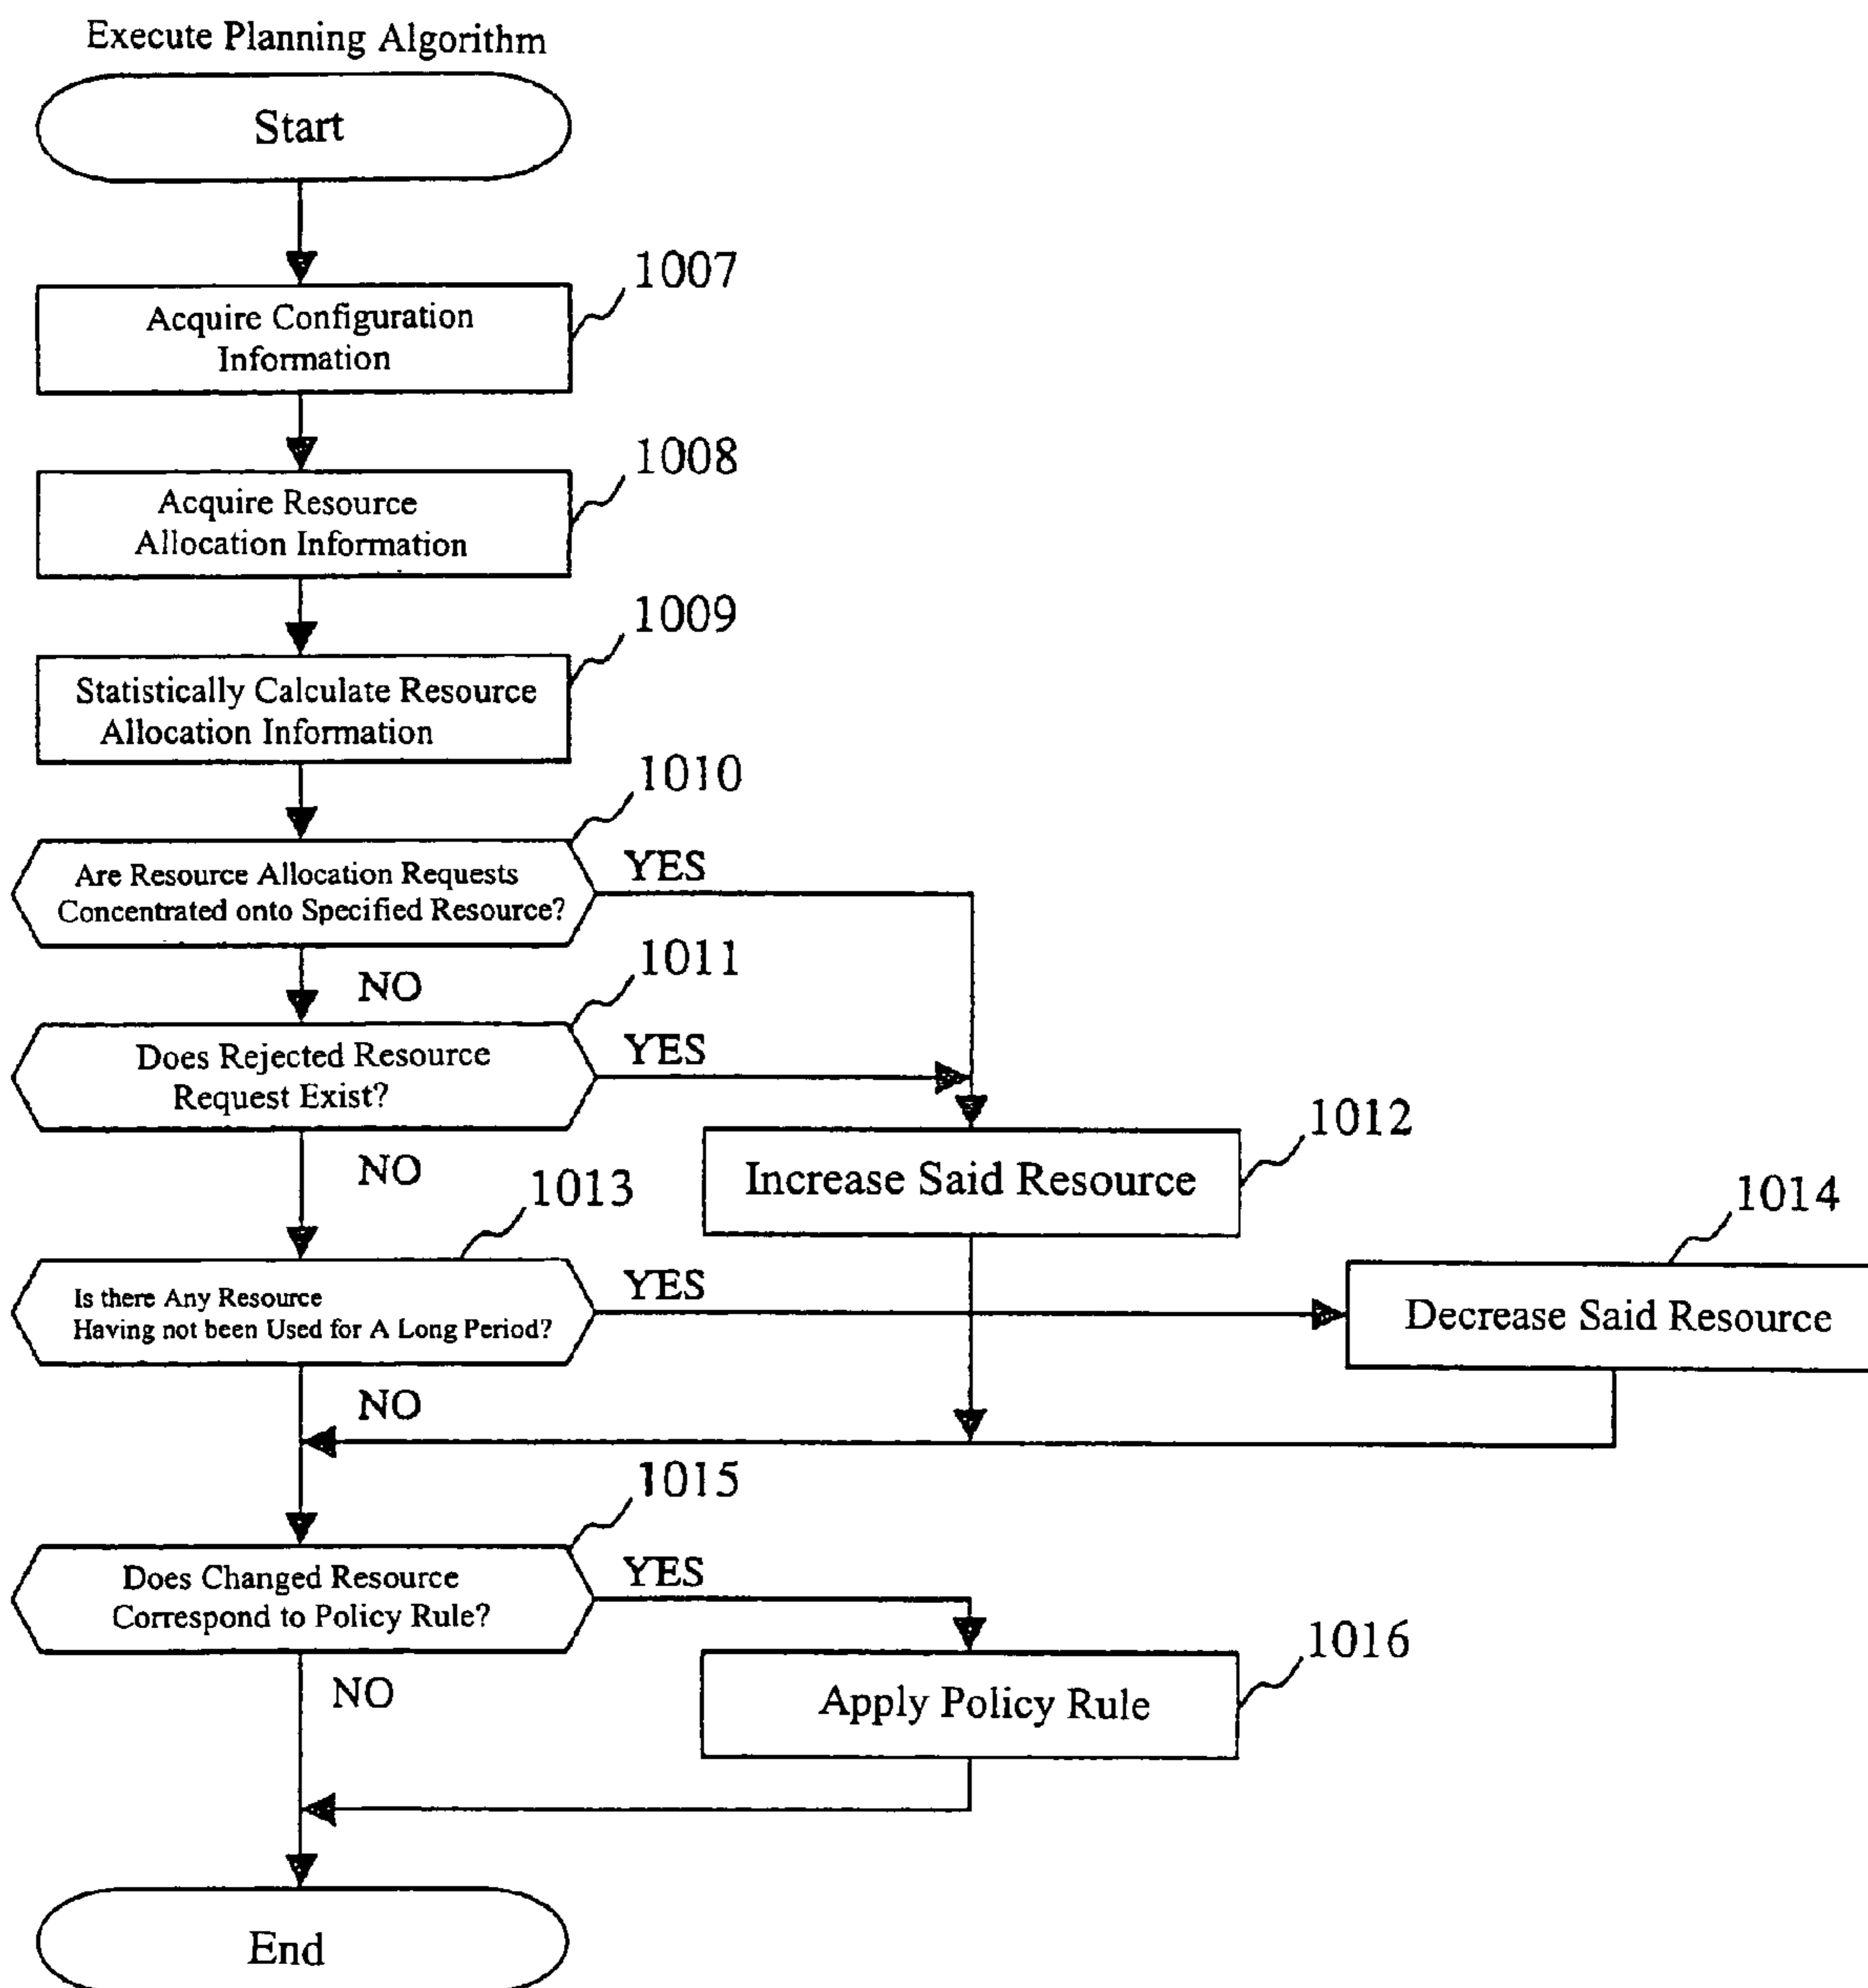 Execute Planning Algorithm
Start
1007
Acquire Configuration
Information
1008
Acquire Resource
Allocation Information
1009
Statistically Calculate Resource
Allocation Information
1010
Are Resource Allocation Requests
Concentrated onto Specified Resource?
YES
NO
1011
Does Rejected Resource
Request Exist?
YES
NO
1012
Increase Said Resource
1013
Is there Any Resource
Having not been Used for A Long Period?
YES
NO
1014
Decrease Said Resource
1015
Does Changed Resource
Correspond to Policy Rule?
YES
NO
1016
Apply Policy Rule
End